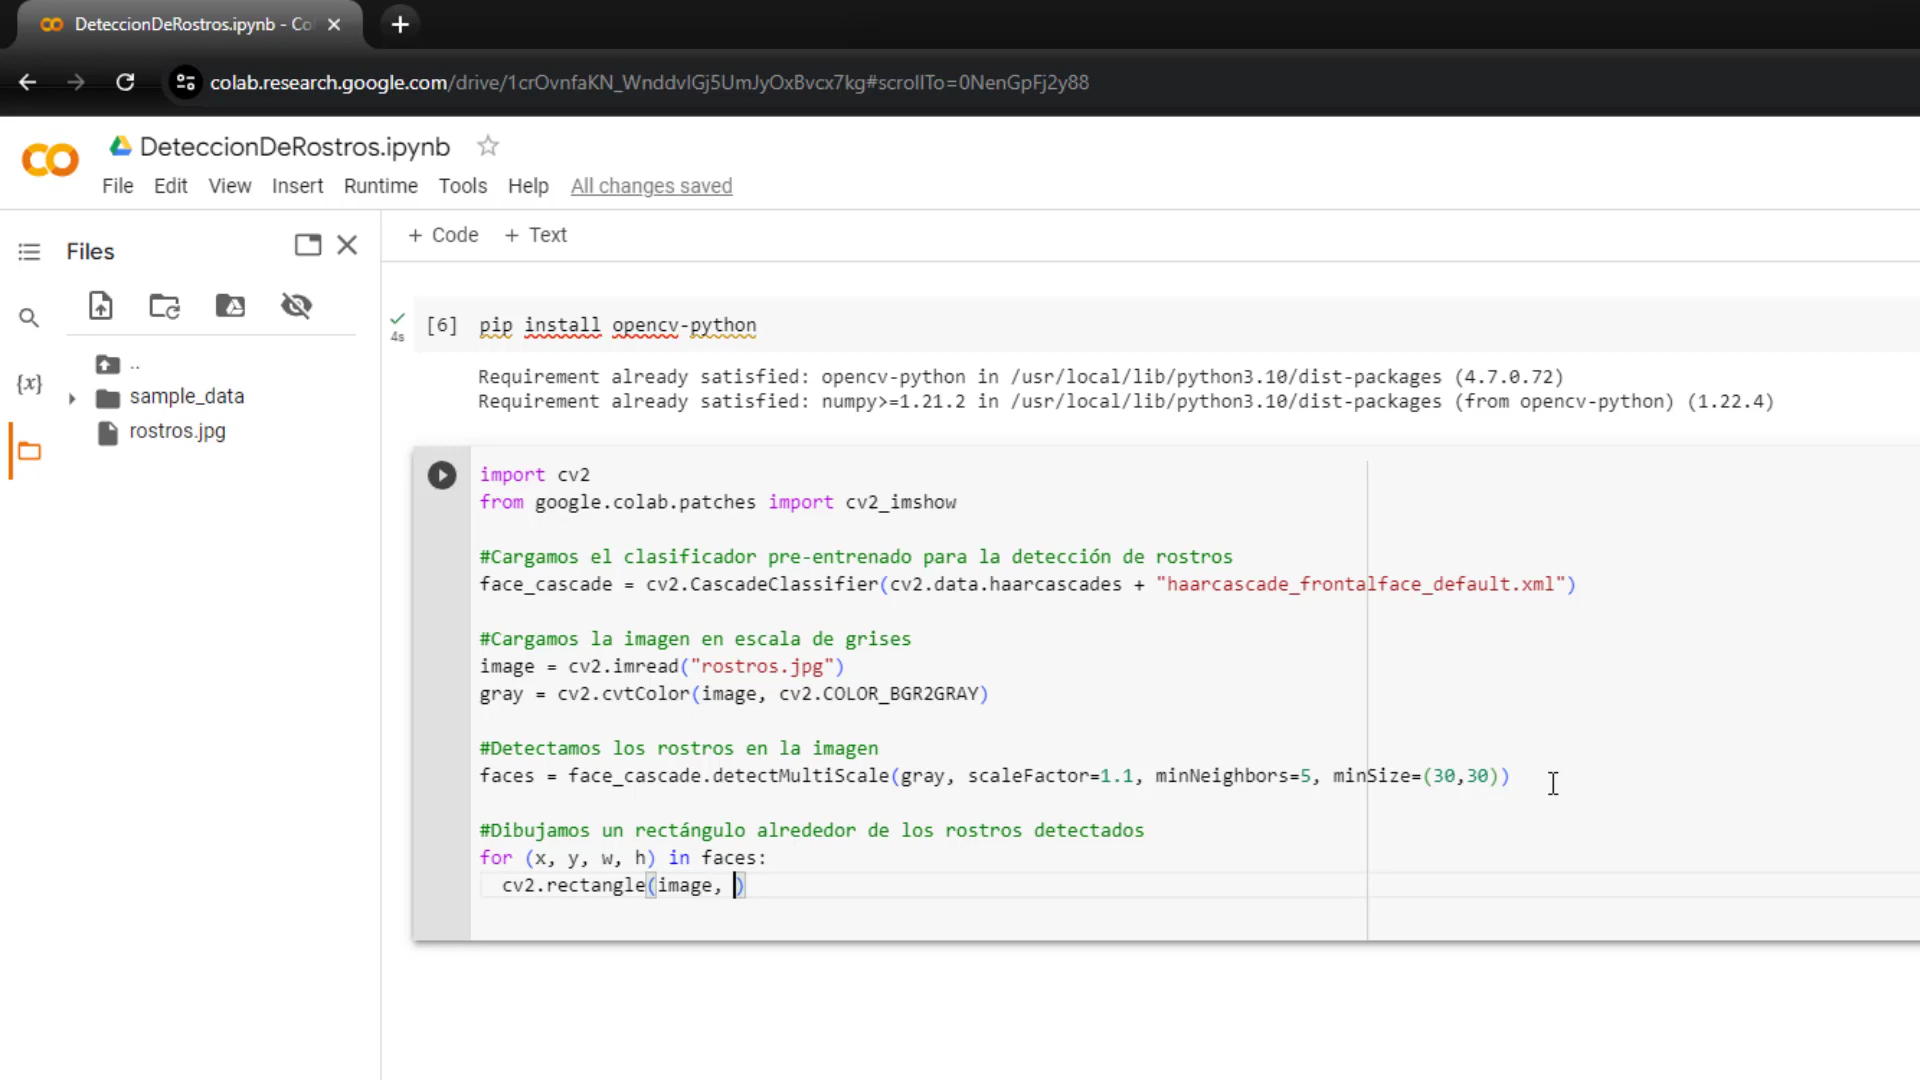 DeteccionDeRostros.ipynb - Co
colab.research.google.com/drive/1crOvnfaKN_WnddvlGj5UmJyOxBvcx7kg#scrollTo=0NenGpFj2y88
CO
DeteccionDeRostros.ipynb
File Edit View Insert Runtime Tools Help All changes saved
Files
+ Code + Text
..
sample_data
rostros.jpg
{x}
4s
[6] pip install opencv-python
Requirement already satisfied: opencv-python in /usr/local/lib/python3.10/dist-packages (4.7.0.72)
Requirement already satisfied: numpy>=1.21.2 in /usr/local/lib/python3.10/dist-packages (from opencv-python) (1.22.4)
import cv2
from google.colab.patches import cv2_imshow
#Cargamos el clasificador pre-entrenado para la detección de rostros
face_cascade = cv2.CascadeClassifier(cv2.data.haarcascades + "haarcascade_frontalface_default.xml")
#Cargamos la imagen en escala de grises
image = cv2.imread("rostros.jpg")
gray = cv2.cvtColor(image, cv2.COLOR_BGR2GRAY)
#Detectamos los rostros en la imagen
faces = face_cascade.detectMultiScale(gray, scaleFactor=1.1, minNeighbors=5, minSize=(30,30))
#Dibujamos un rectángulo alrededor de los rostros detectados
for (x, y, w, h) in faces:
cv2.rectangle(image, )